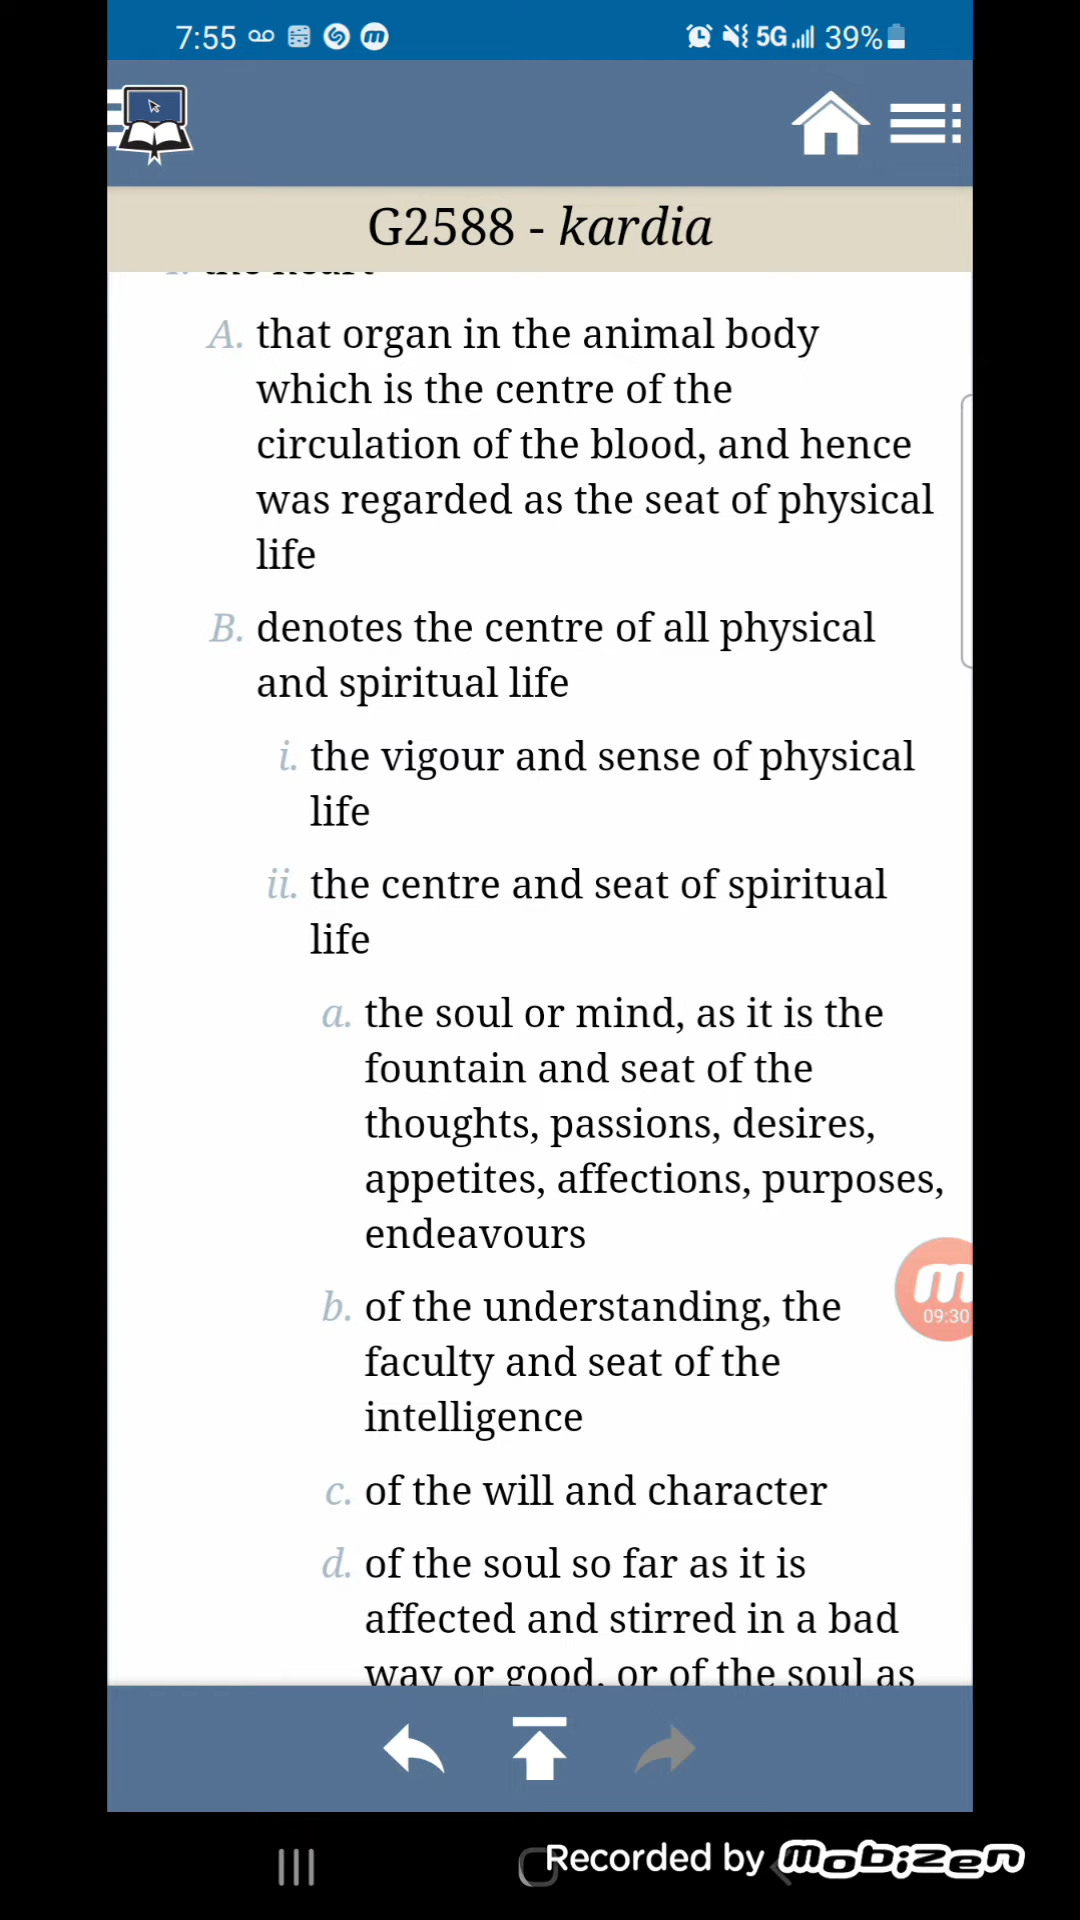 7:55
5G 39%
G2588 - kardia
the heart
A. that organ in the animal body
which is the centre of the
circulation of the blood, and hence
was regarded as the seat of physical
life
B. denotes the centre of all physical
and spiritual life
i. the vigour and sense of physical
life
ii. the centre and seat of spiritual
life
a. the soul or mind, as it is the
fountain and seat of the
thoughts, passions, desires,
appetites, affections, purposes,
endeavours
b. of the understanding, the
faculty and seat of the
intelligence
09:30
c. of the will and character
d. of the soul so far as it is
affected and stirred in a bad
way or good, or of the soul as
Recorded by mobizen